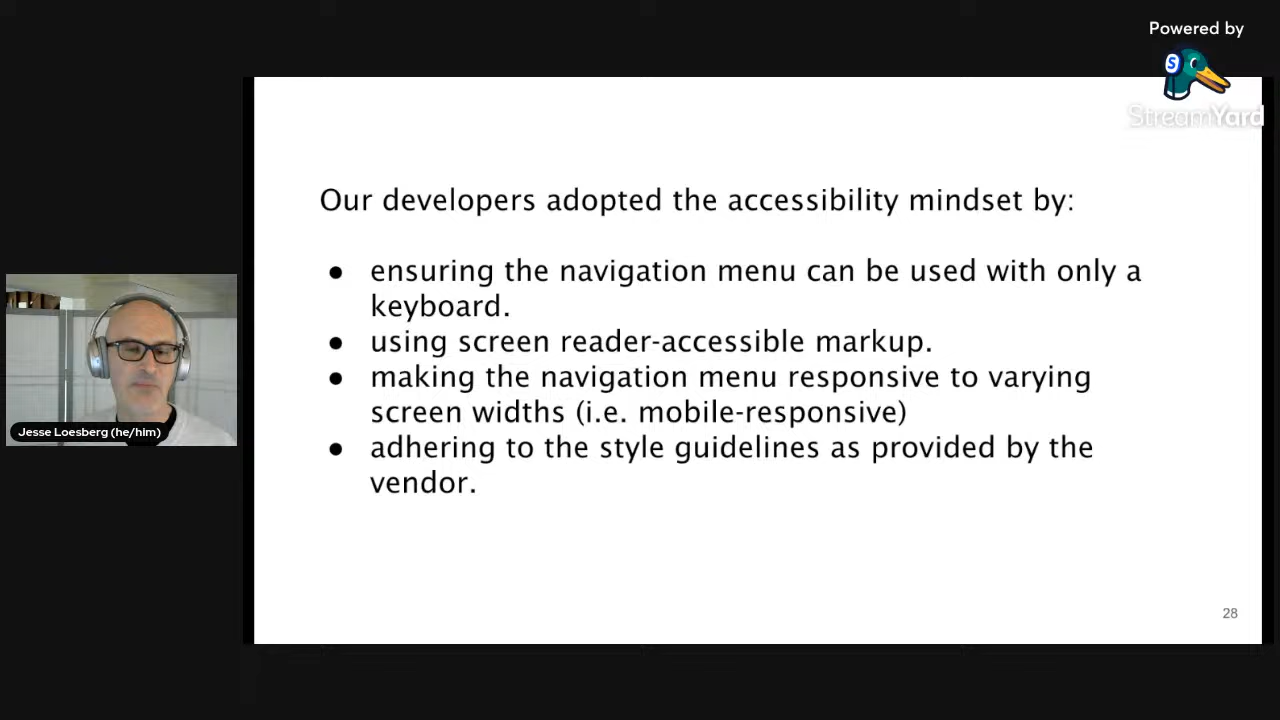 Powered by
StreamYard
Our developers adopted the accessibility mindset by:
● ensuring the navigation menu can be used with only a
keyboard.
● using screen reader-accessible markup.
● making the navigation menu responsive to varying
screen widths (i.e. mobile-responsive)
● adhering to the style guidelines as provided by the
vendor.
Jesse Loesberg (he/him)
28